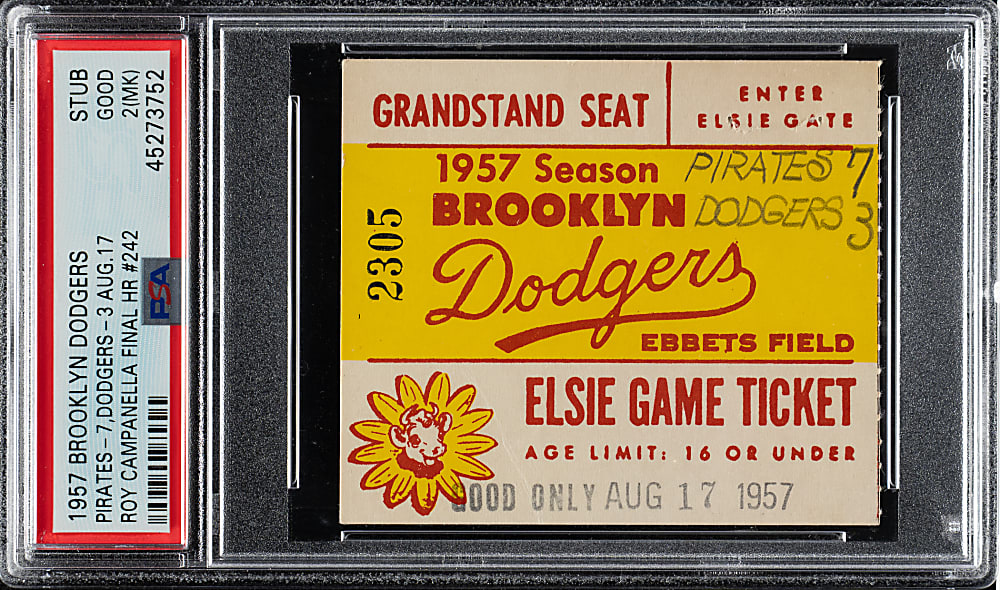 1957 BROOKLYN DODGERS
PIRATES - 7,DODGERS - 3 AUG.17
ROY CAMPANELLA FINAL HR #242
STUB
GOOD
2(MK)
45273752
PSA
GRANDSTAND SEAT
ENTER
ELSIE GATE
1957 Season
BROOKLYN
Dodgers
EBBETS FIELD
PIRATES 7
DODGERS 3
2305
ELSIE GAME TICKET
AGE LIMIT: 16 OR UNDER
GOOD ONLY AUG 17 1957